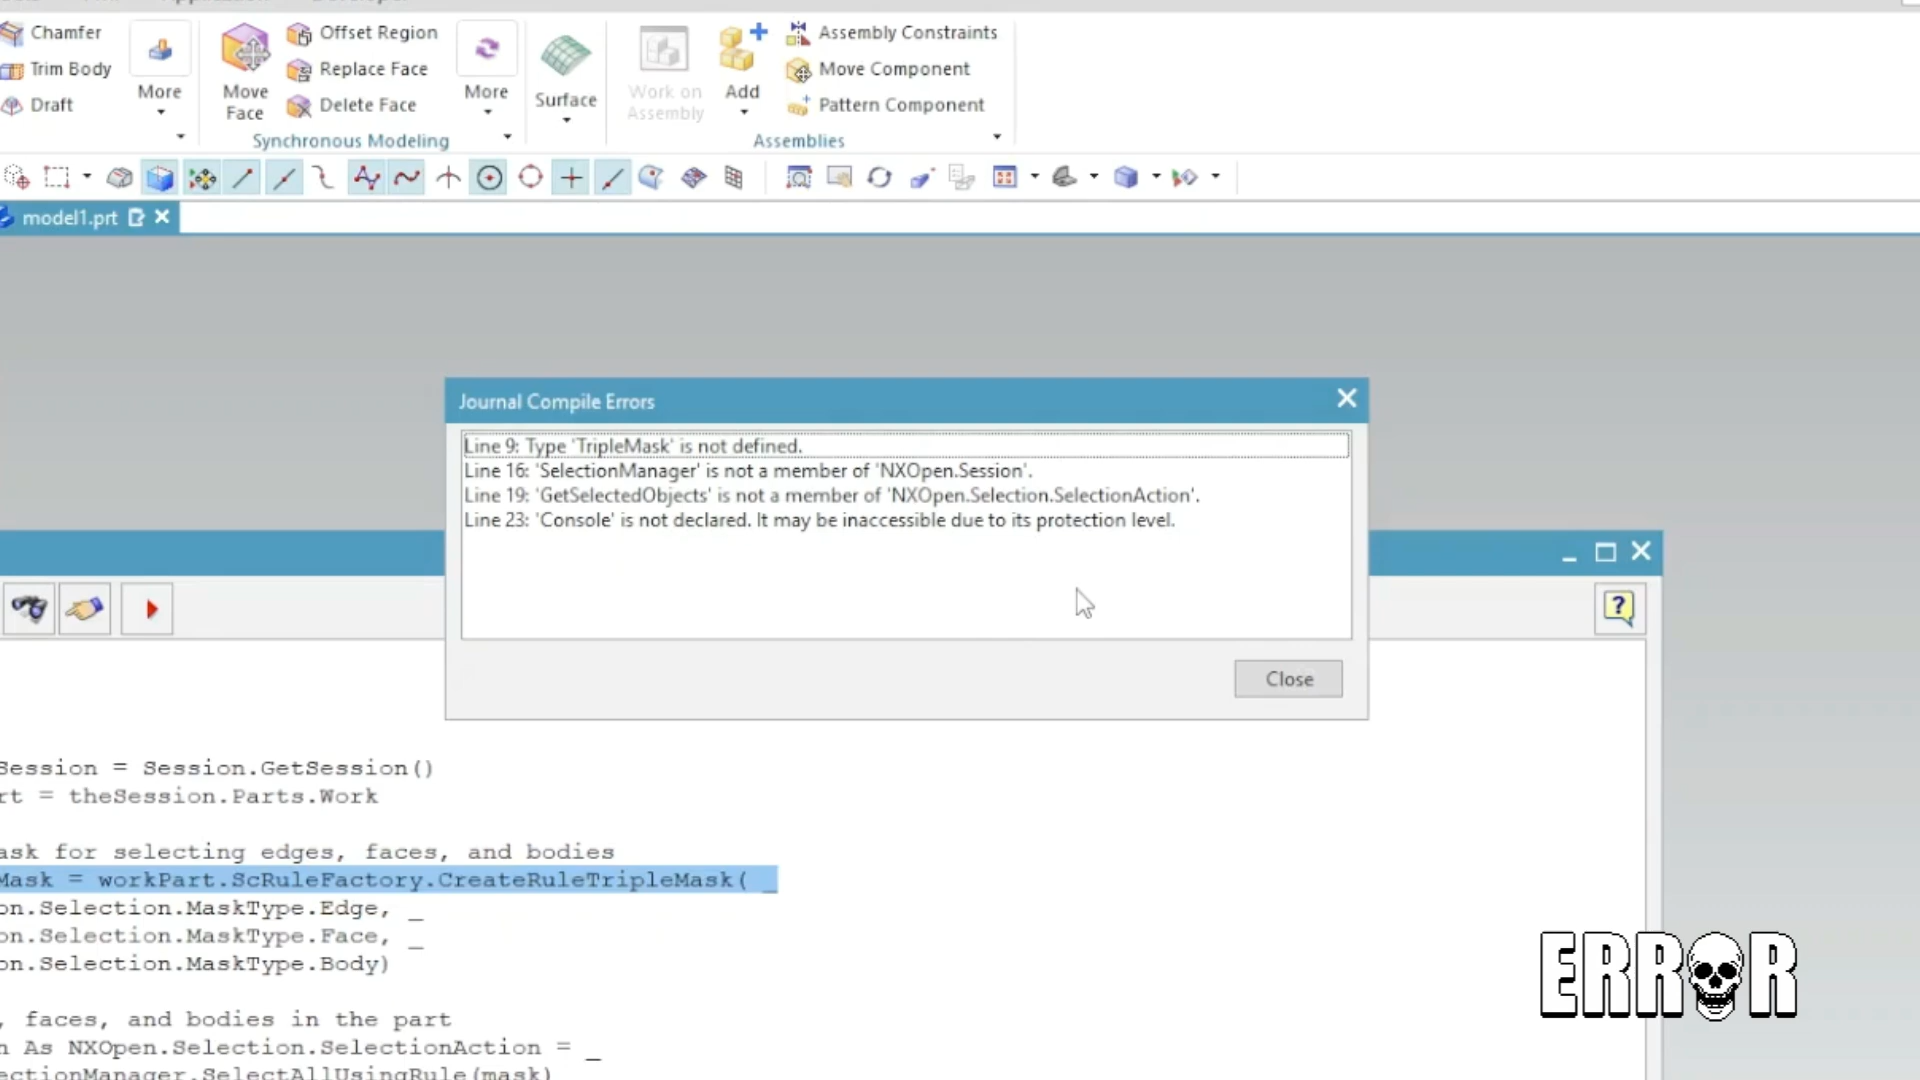 Chamfer
Trim Body
Draft
More
Move
Face
Offset Region
Replace Face
Delete Face
More
Synchronous Modeling
Surface
Work on
Assembly
Add
Assembly Constraints
Move Component
Pattern Component
Assemblies
model1.prt
Journal Compile Errors
Line 9: Type 'TripleMask' is not defined.
Line 16: 'SelectionManager' is not a member of 'NXOpen.Session'.
Line 19: 'GetSelectedObjects' is not a member of 'NXOpen.Selection.SelectionAction'.
Line 23: 'Console' is not declared. It may be inaccessible due to its protection level.
Close
Session = Session.GetSession()
rt = theSession.Parts.Work
ask for selecting edges, faces, and bodies
Mask = workPart.ScRuleFactory.CreateRuleTripleMask( _
on.Selection.MaskType.Edge, _
on.Selection.MaskType.Face, _
on.Selection.MaskType.Body)
, faces, and bodies in the part
n As NXOpen.Selection.SelectionAction = _
ectionManager.SelectAllUsingRule(mask)
ERROR